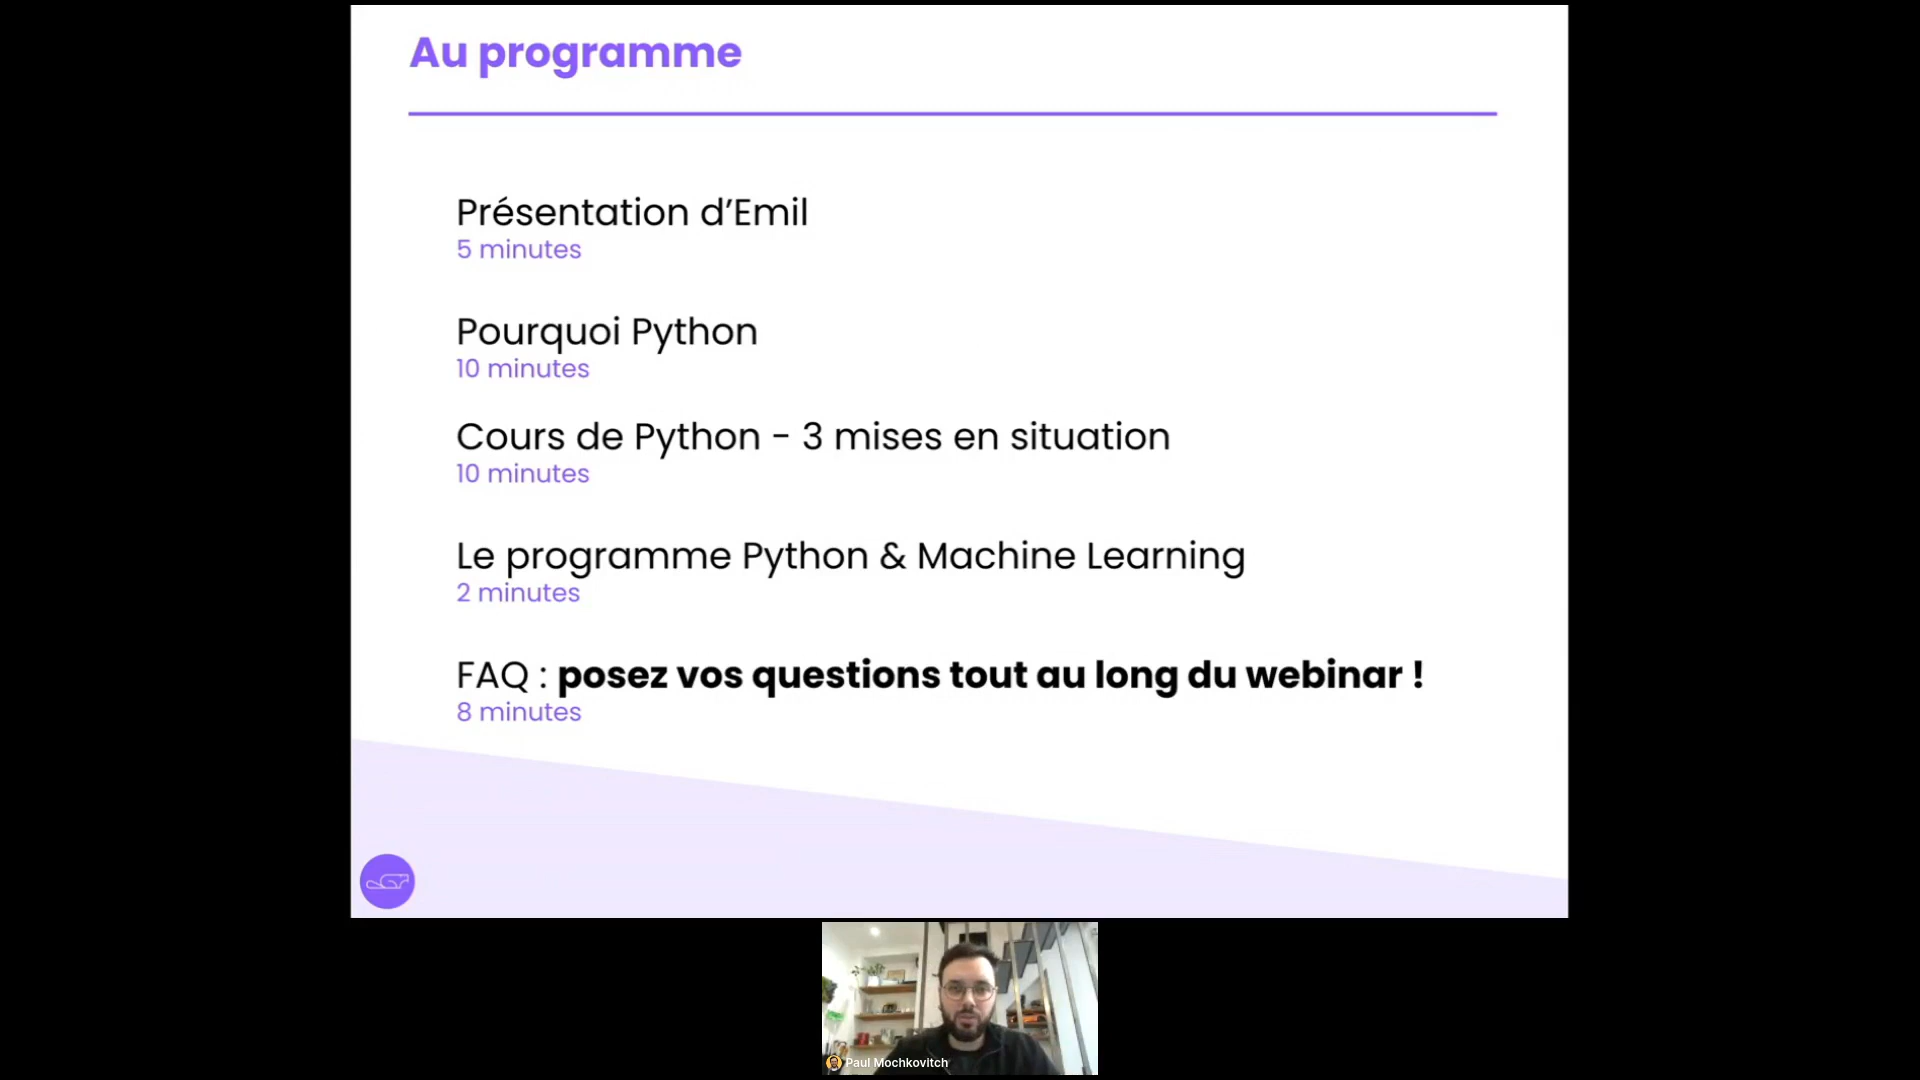 Au programme
Présentation d’Emil
5 minutes
Pourquoi Python
10 minutes
Cours de Python - 3 mises en situation
10 minutes
Le programme Python & Machine Learning
2 minutes
FAQ : posez vos questions tout au long du webinar !
8 minutes
Paul Mochkovitch